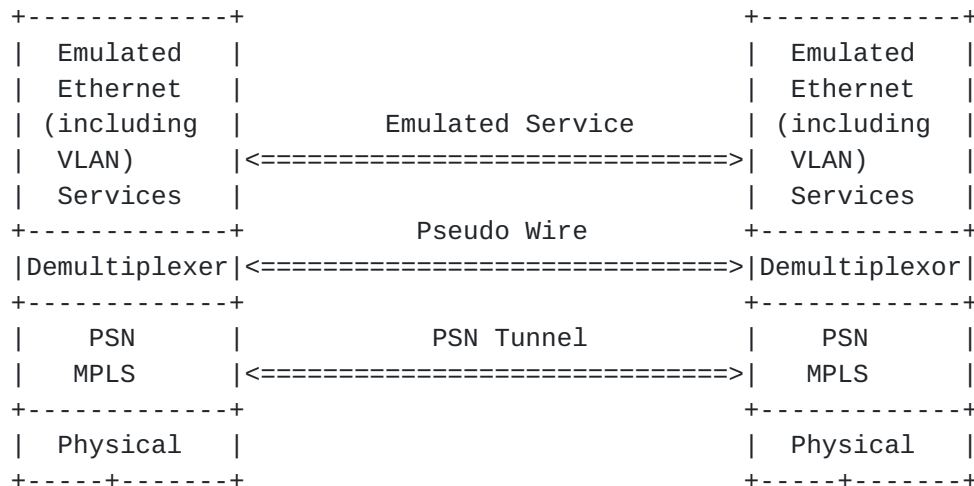 +-------------+                                +-------------+
|  Emulated   |                                |  Emulated   |
|  Ethernet   |                                |  Ethernet   |
| (including  |         Emulated Service       | (including  |
|  VLAN)      |<==============================>|  VLAN)      |
|  Services   |                                |  Services   |
+-------------+           Pseudo Wire          +-------------+
|Demultiplexer|<==============================>|Demultiplexor|
+-------------+                                +-------------+
|    PSN      |            PSN Tunnel          |    PSN      |
|   MPLS      |<==============================>|   MPLS      |
+-------------+                                +-------------+
|  Physical   |                                |  Physical   |
+-----+-------+                                +-----+-------+